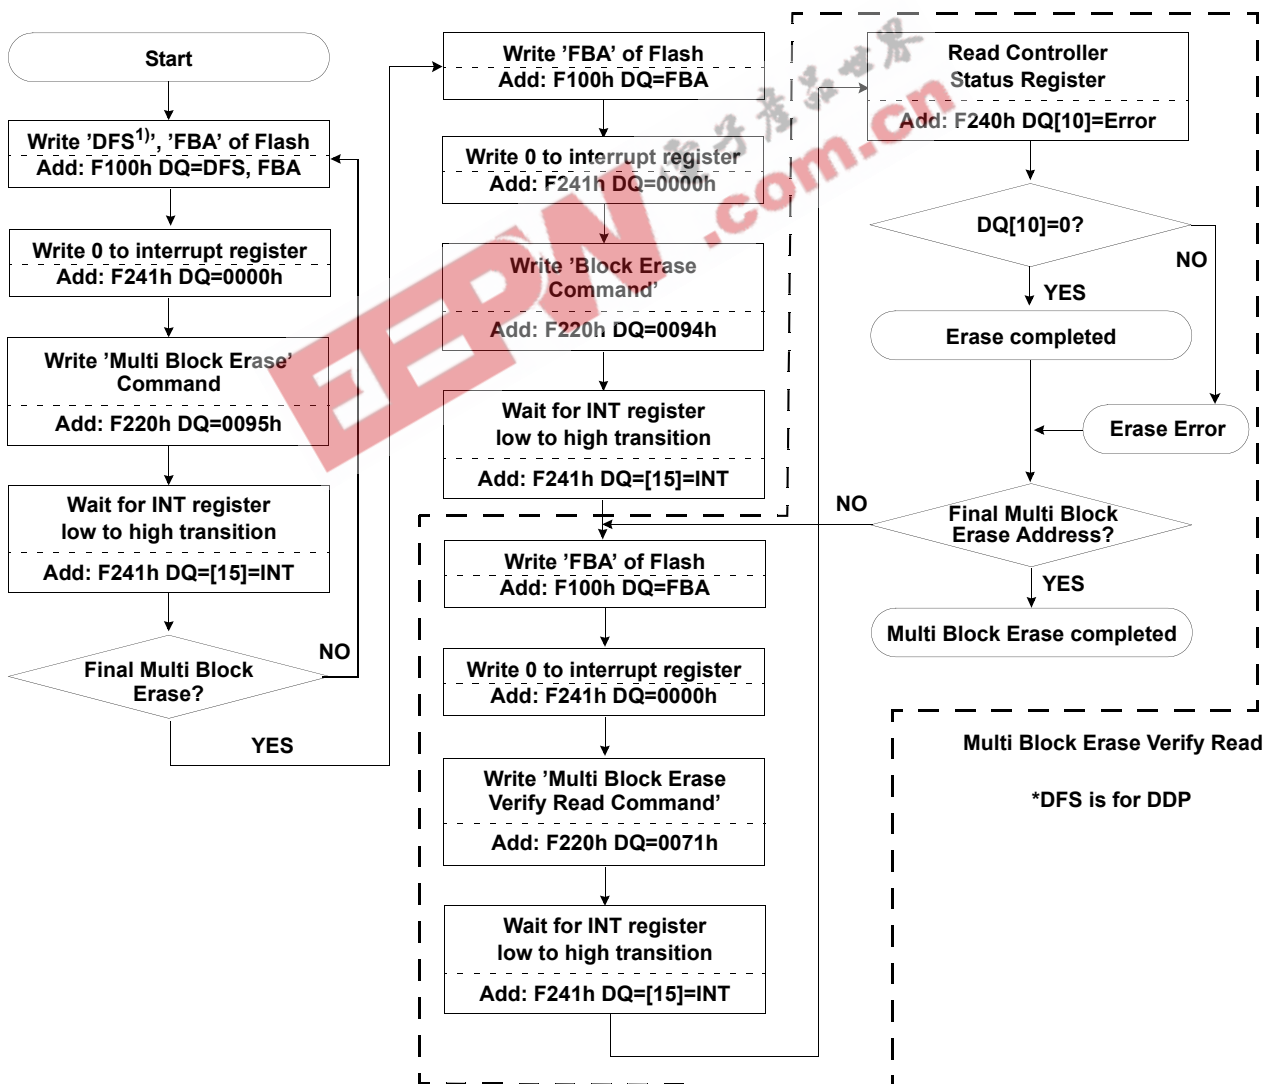 Start
Write ’DFS1)’, ’FBA’ of Flash
Add: F100h DQ=DFS, FBA
Write 0 to interrupt register
Add: F241h DQ=0000h
Write ’Multi Block Erase’
Command
Add: F220h DQ=0095h
Wait for INT register
low to high transition
Add: F241h DQ=[15]=INT
Final Multi Block
Erase?
NO
YES
Write ’FBA’ of Flash
Add: F100h DQ=FBA
Write 0 to interrupt register
Add: F241h DQ=0000h
Write ’Block Erase
Command’
Add: F220h DQ=0094h
Wait for INT register
low to high transition
Add: F241h DQ=[15]=INT
Write ’FBA’ of Flash
Add: F100h DQ=FBA
Write 0 to interrupt register
Add: F241h DQ=0000h
Write ’Multi Block Erase
Verify Read Command’
Add: F220h DQ=0071h
Wait for INT register
low to high transition
Add: F241h DQ=[15]=INT
Read Controller
Status Register
Add: F240h DQ[10]=Error
DQ[10]=0?
NO
YES
Erase completed
Erase Error
NO
Final Multi Block
Erase Address?
YES
Multi Block Erase completed
Multi Block Erase Verify Read
*DFS is for DDP
EEPW.com.cn
電子産品世界